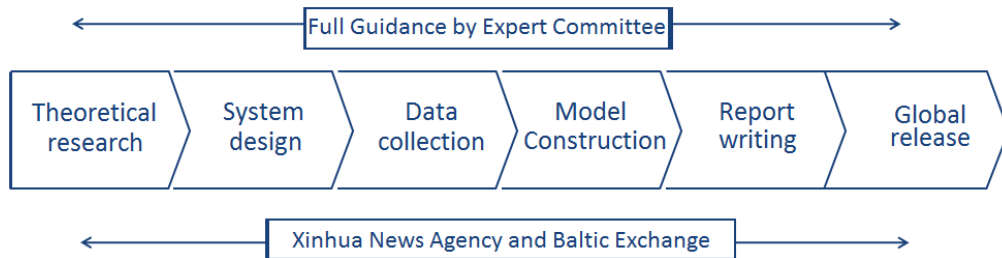 Full Guidance by Expert Committee
Theoretical
research
System
design
Data
collection
Model
Construction
Report
writing
Global
release
Xinhua News Agency and Baltic Exchange